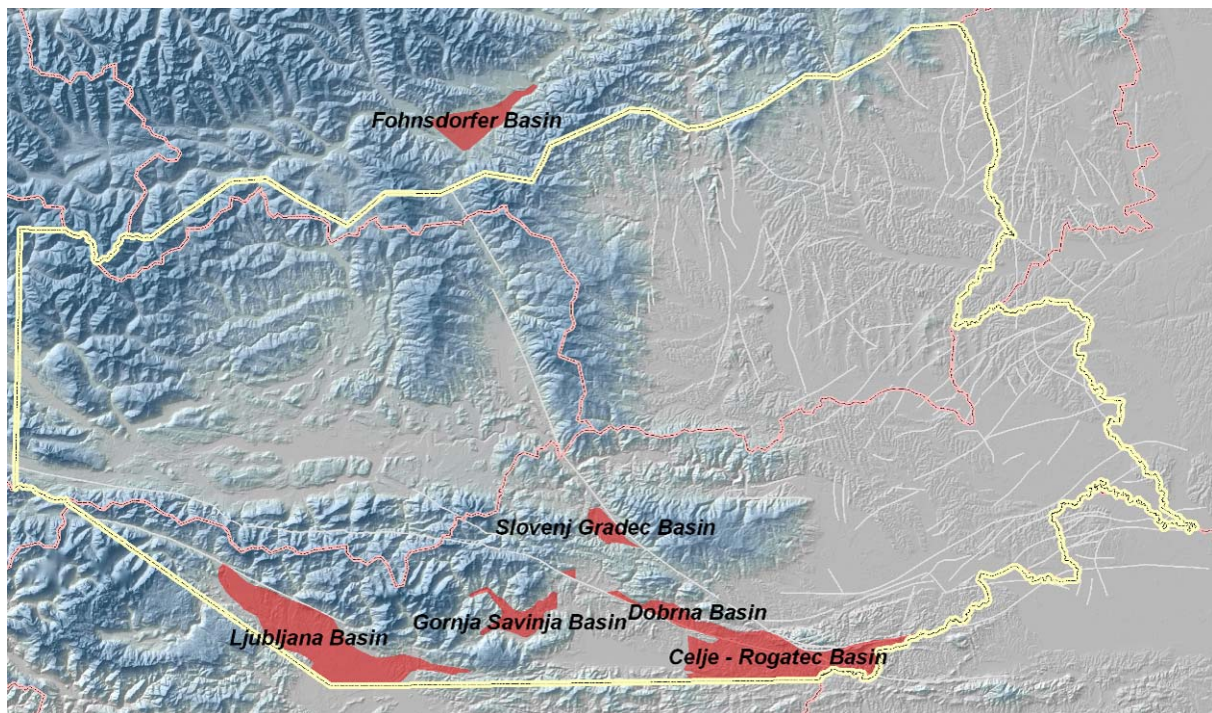 Fohnsdorfer Basin
Slovenj Gradec Basin
Dobrna Basin
Gornja Savinja Basin
Ljubljana Basin
Celje - Rogatec Basin